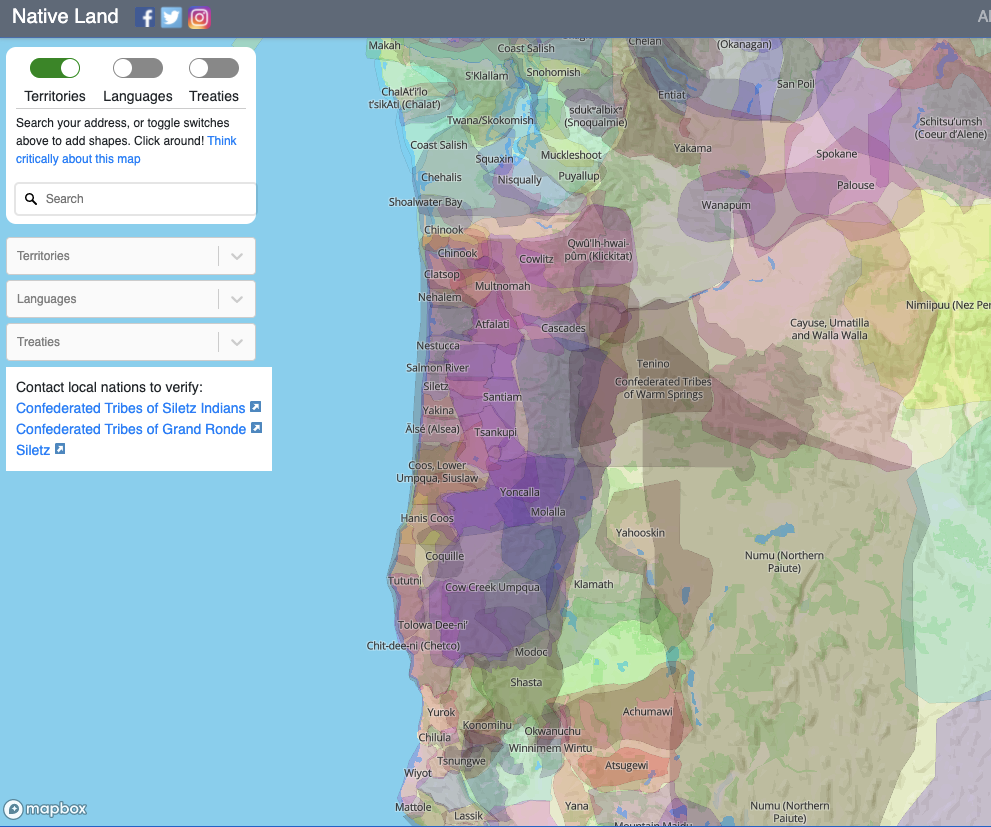 Native Land
Al
Territories Languages Treaties
Search your address, or toggle switches
above to add shapes. Click around! Think
critically about this map
Search
Territories
Languages
Treaties
Contact local nations to verify:
Confederated Tribes of Siletz Indians
Confederated Tribes of Grand Ronde
Siletz
mapbox
Makah
Coast Salish
Chelan
(Okanagan)
S'Klallam
Snohomish
San Poil
ChalAt'i'lo
t'sikAti (Chalat')
Entiat
sdukʷalbixʷ
(Snoqualmie)
Twana/Skokomish
Schitsu'umsh
(Coeur d'Alene)
Coast Salish
Yakama
Squaxin
Muckleshoot
Spokane
Chehalis
Nisqually
Puyallup
Palouse
Shoalwater Bay
Wanapum
Chinook
Chinook
Cowlitz
Qwû'lh-hwai-
pûm (Klickitat)
Clatsop
Multnomah
Nehalem
Nimiipuu (Nez Per
Atfalati
Cascades
Cayuse, Umatilla
and Walla Walla
Nestucca
Salmon River
Tenino
Siletz
Confederated Tribes
of Warm Springs
Santiam
Yakina
Alsé (Alsea)
Tsankupi
Coos, Lower
Umpqua, Siuslaw
Yoncalla
Molalla
Hanis Coos
Yahooskin
Coquille
Numu (Northern
Paiute)
Tututni
Cow Creek Umpqua
Klamath
Tolowa Dee-ni'
Chit-dee-ni (Chetco)
Modoc
Shasta
Yurok
Achumawi
Konomihu
Okwanuchu
Chilula
Winnimem Wintu
Tsnungwe
Atsugewi
Wiyot
Mattole
Yana
Numu (Northern
Paiute)
Lassik
Mountain Maidu